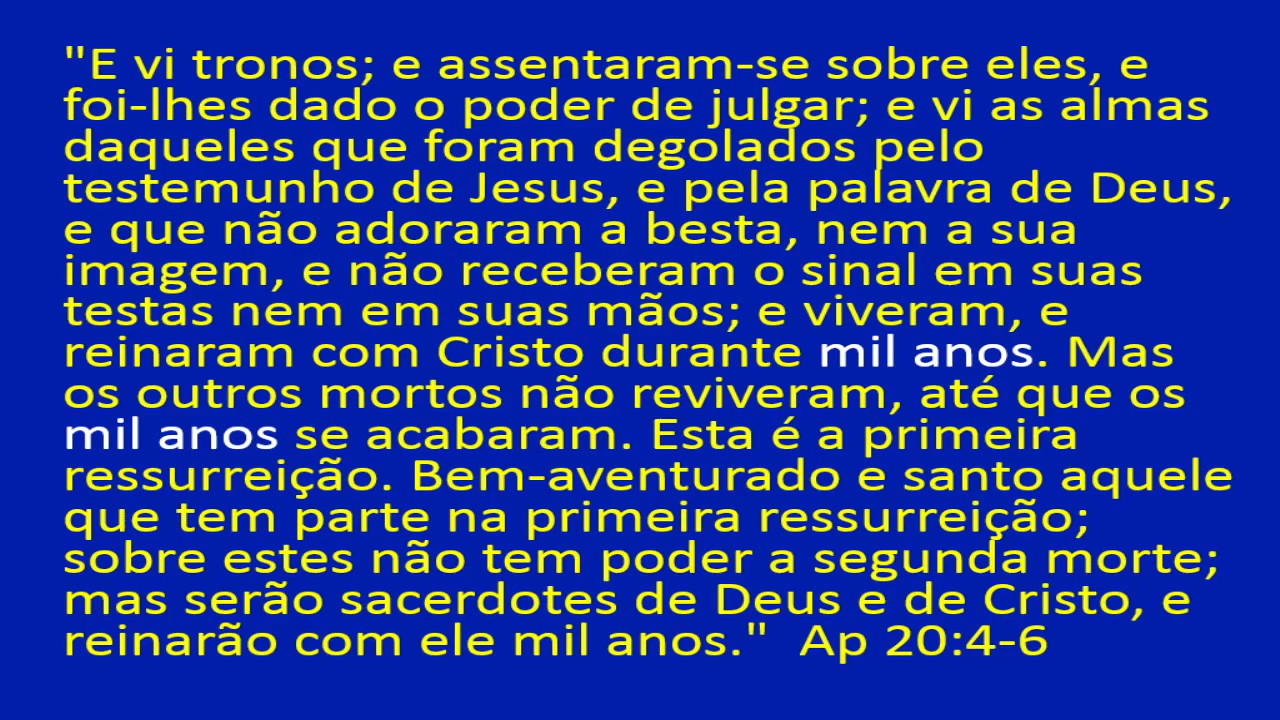 "E vi tronos; e assentaram-se sobre eles, e
foi-lhes dado o poder de julgar; e vi as almas
daqueles que foram degolados pelo
testemunho de Jesus, e pela palavra de Deus,
e que não adoraram a besta, nem a sua
imagem, e não receberam o sinal em suas
testas nem em suas mãos; e viveram, e
reinaram com Cristo durante mil anos. Mas
os outros mortos não reviveram, até que os
mil anos se acabaram. Esta é a primeira
ressurreição. Bem-aventurado e santo aquele
que tem parte na primeira ressurreição;
sobre estes não tem poder a segunda morte;
mas serão sacerdotes de Deus e de Cristo, e
reinarão com ele mil anos."  Ap 20:4-6